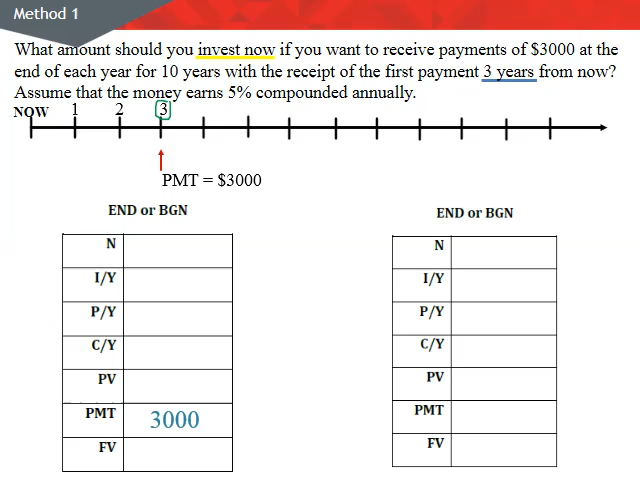 Method 1
What amount should you invest now if you want to receive payments of $3000 at the
end of each year for 10 years with the receipt of the first payment 3 years from now?
Assume that the money earns 5% compounded annually.
NOW 1 2 3
PMT = $3000
END or BGN
N
I/Y
P/Y
C/Y
PV
PMT 3000
FV
END or BGN
N
I/Y
P/Y
C/Y
PV
PMT
FV